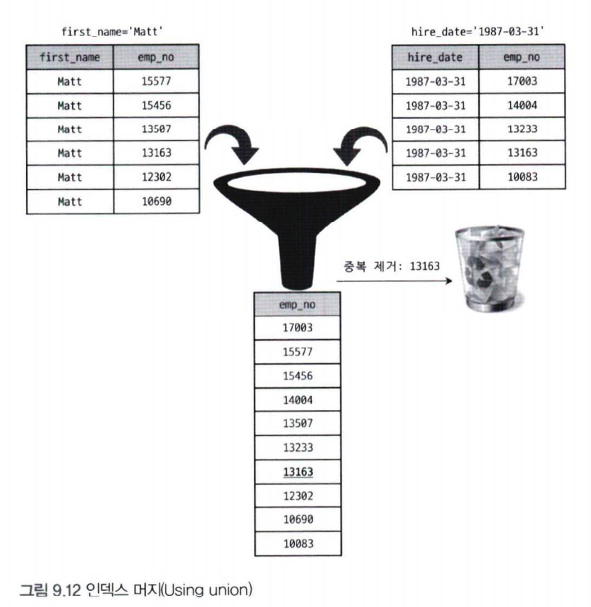 first_name='Matt'
first_name emp_no
Matt 15577
Matt 15456
Matt 13507
Matt 13163
Matt 12302
Matt 10690
hire_date='1987-03-31'
hire_date emp_no
1987-03-31 17003
1987-03-31 14004
1987-03-31 13233
1987-03-31 13163
1987-03-31 10083
중복 제거: 13163
emp_no
17003
15577
15456
14004
13507
13233
13163
12302
10690
10083
그림 9.12 인덱스 머지(Using union)